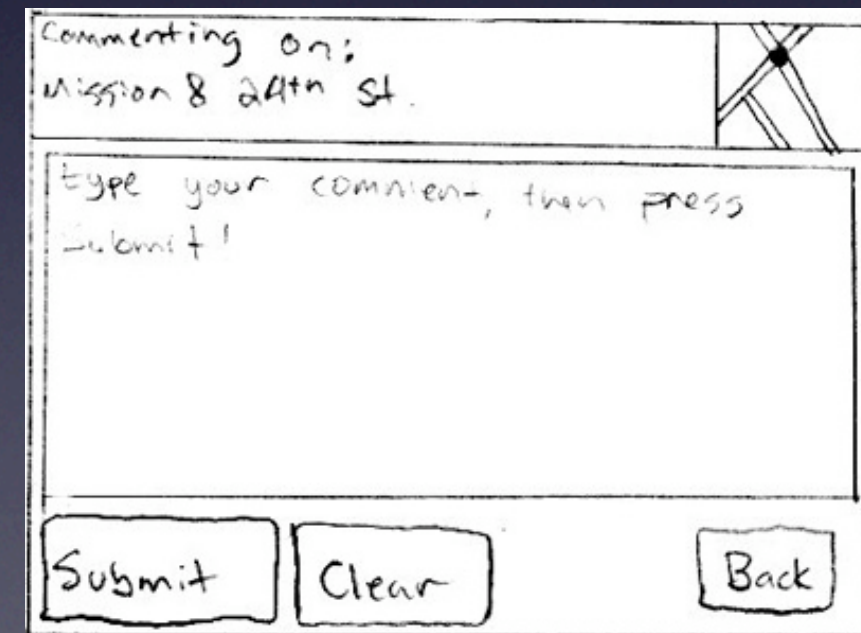 Commenting on:
Mission & 24th St.
type your comment, then press
Submit!
Submit
Clear
Back